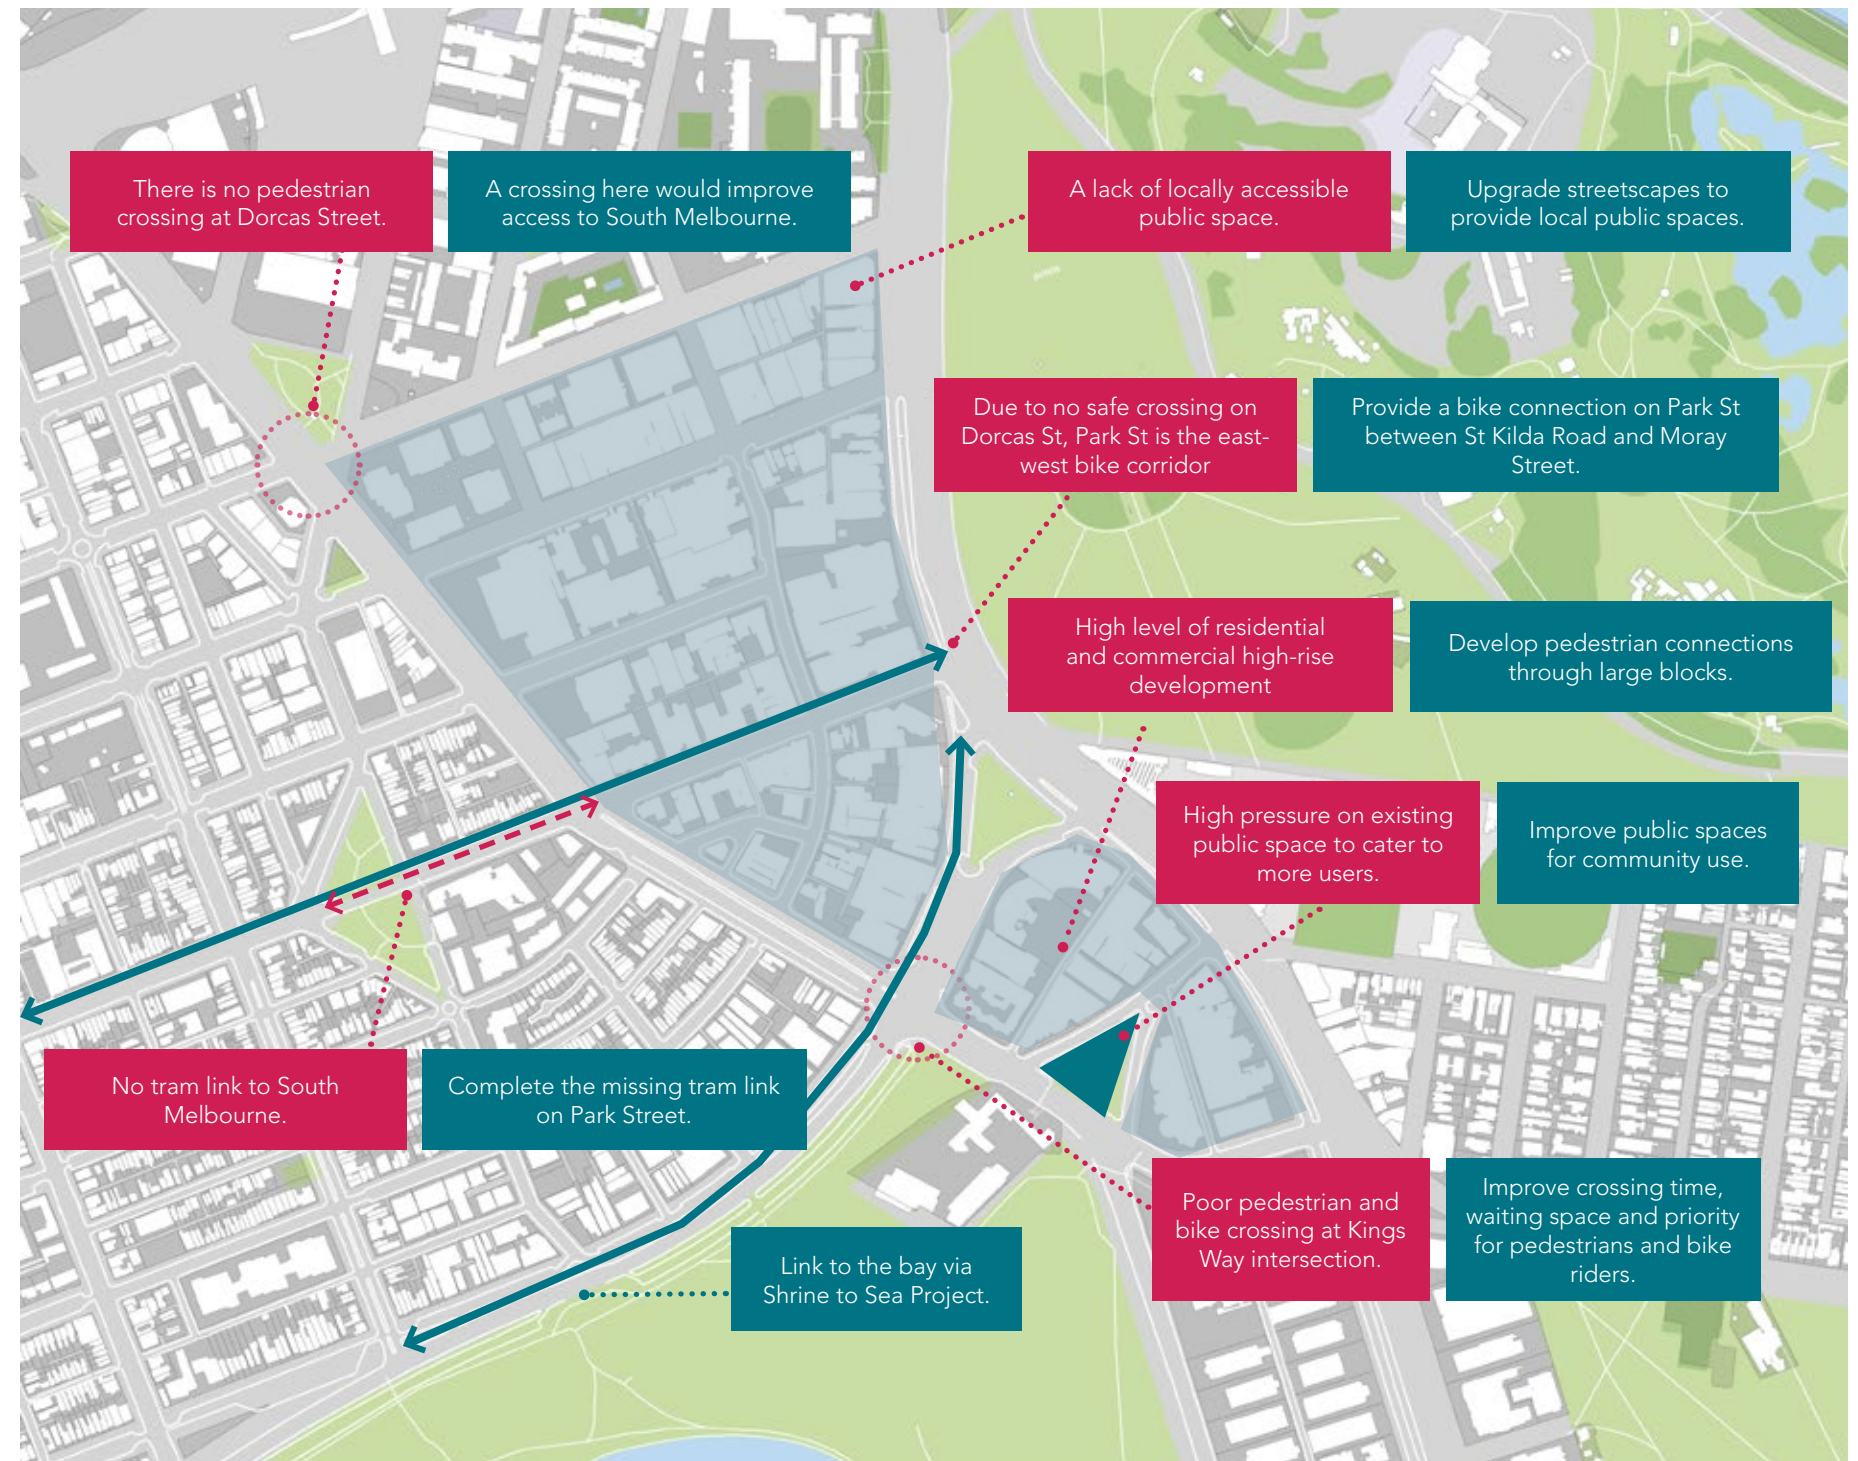 There is no pedestrian
crossing at Dorcas Street.
A crossing here would improve
access to South Melbourne.
A lack of locally accessible
public space.
Upgrade streetscapes to
provide local public spaces.
Due to no safe crossing on
Dorcas St, Park St is the east-
west bike corridor
Provide a bike connection on Park St
between St Kilda Road and Moray
Street.
High level of residential
and commercial high-rise
development
Develop pedestrian connections
through large blocks.
High pressure on existing
public space to cater to
more users.
Improve public spaces
for community use.
No tram link to South
Melbourne.
Complete the missing tram link
on Park Street.
Poor pedestrian and
bike crossing at Kings
Way intersection.
Improve crossing time,
waiting space and priority
for pedestrians and bike
riders.
Link to the bay via
Shrine to Sea Project.